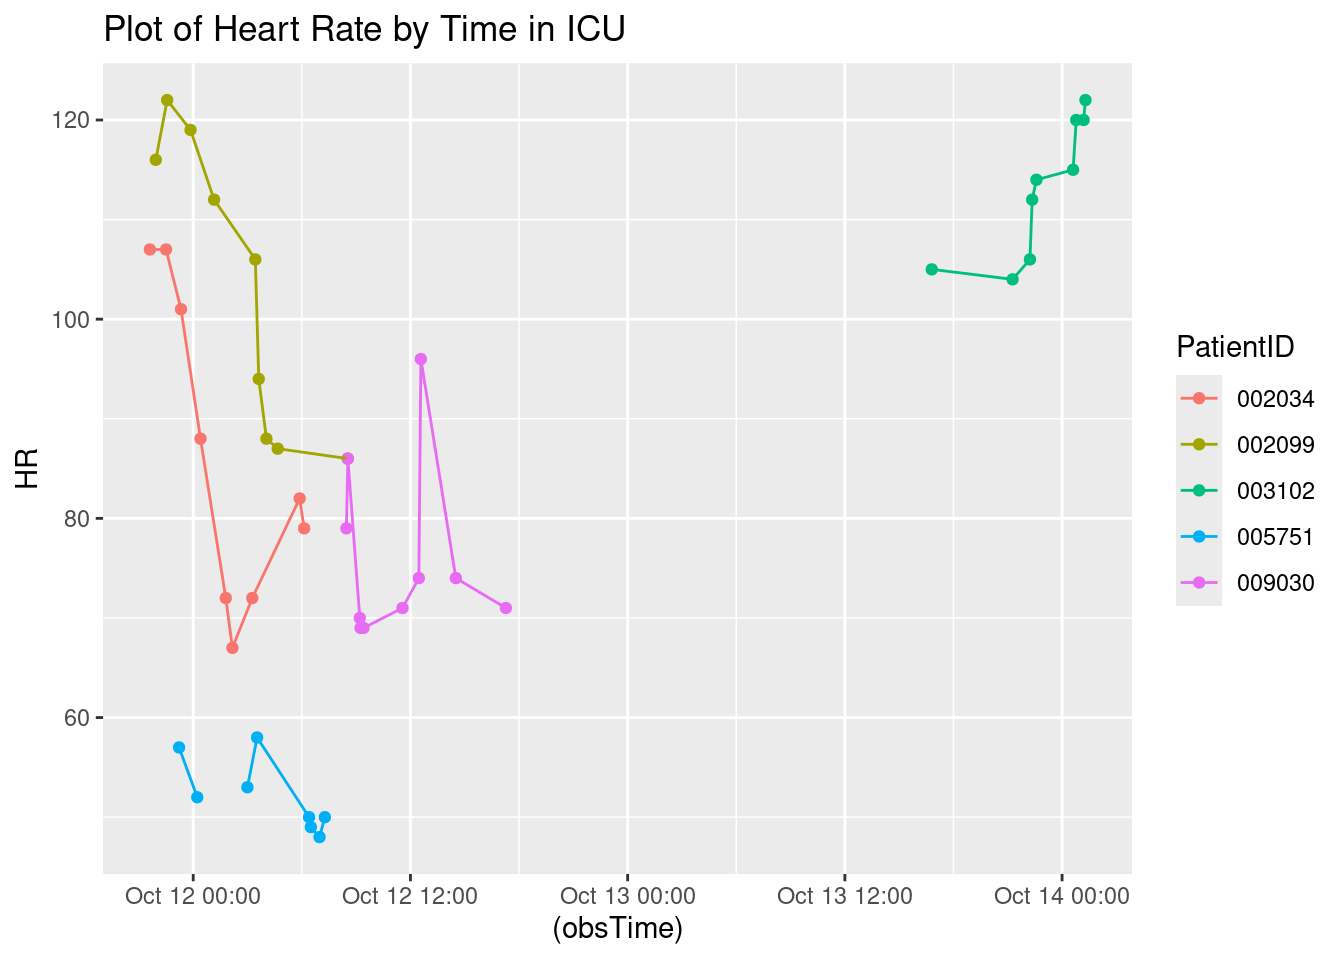 Plot of Heart Rate by Time in ICU
HR
120
100
80
60
Oct 12 00:00
Oct 12 12:00
Oct 13 00:00
Oct 13 12:00
Oct 14 00:00
(obsTime)
PatientID
002034
002099
003102
005751
009030